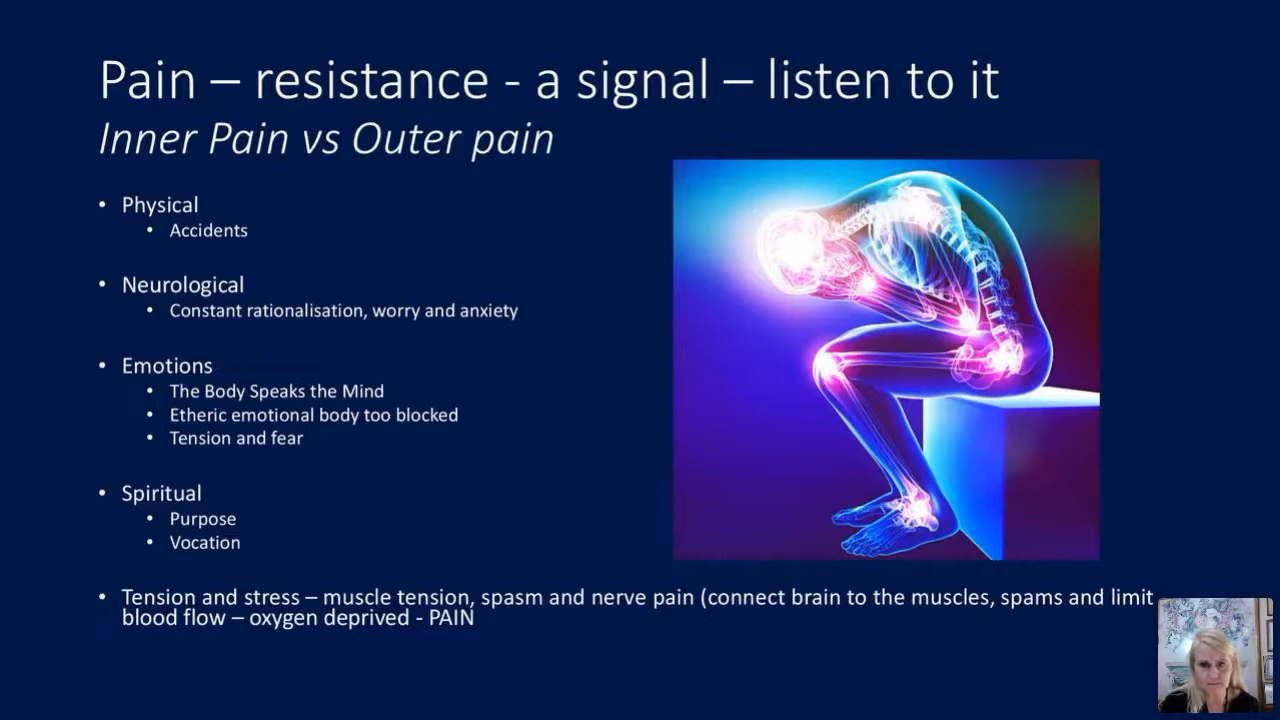 Pain – resistance - a signal – listen to it
Inner Pain vs Outer pain
• Physical
• Accidents
• Neurological
• Constant rationalisation, worry and anxiety
• Emotions
• The Body Speaks the Mind
• Etheric emotional body too blocked
• Tension and fear
• Spiritual
• Purpose
• Vocation
• Tension and stress – muscle tension, spasm and nerve pain (connect brain to the muscles, spams and limit
blood flow – oxygen deprived - PAIN